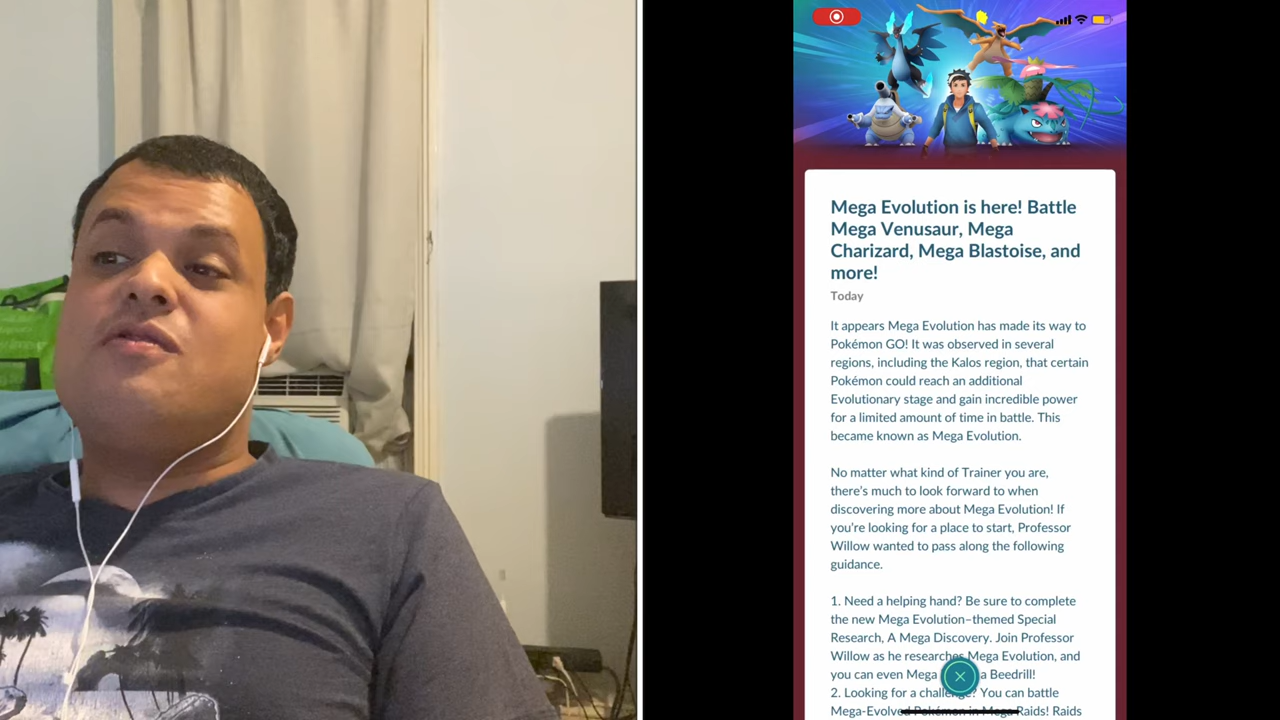 Mega Evolution is here! Battle
Mega Venusaur, Mega
Charizard, Mega Blastoise, and
more!
Today
It appears Mega Evolution has made its way to
Pokémon GO! It was observed in several
regions, including the Kalos region, that certain
Pokémon could reach an additional
Evolutionary stage and gain incredible power
for a limited amount of time in battle. This
became known as Mega Evolution.
No matter what kind of Trainer you are,
there's much to look forward to when
discovering more about Mega Evolution! If
you're looking for a place to start, Professor
Willow wanted to pass along the following
guidance.
1. Need a helping hand? Be sure to complete
the new Mega Evolution–themed Special
Research, A Mega Discovery. Join Professor
Willow as he researches Mega Evolution, and
you can even Mega a Beedrill!
2. Looking for a challenge? You can battle
Mega-Evolved Pokémon in Mega Raids! Raids